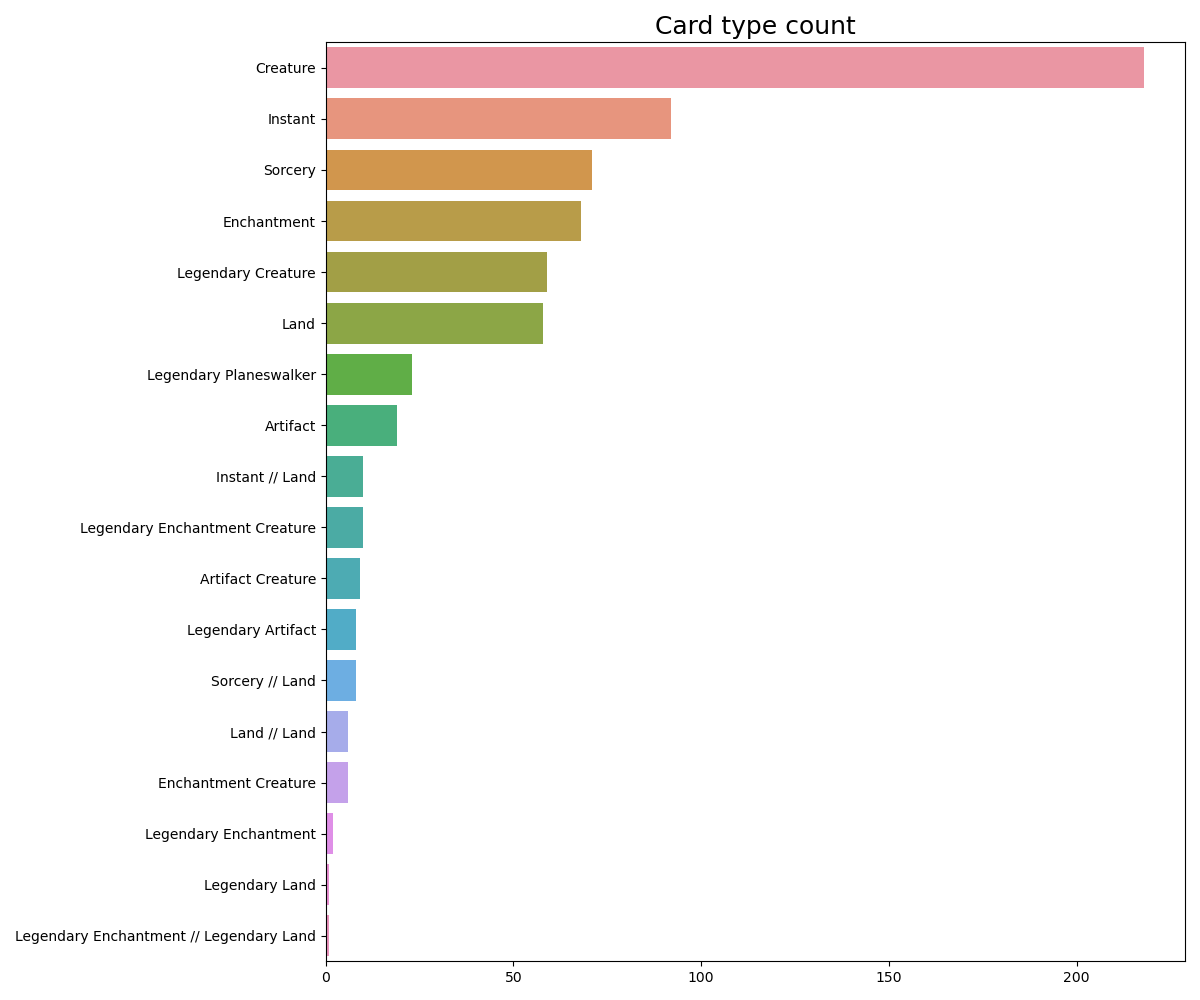 Card type count
Creature
Instant
Sorcery
Enchantment
Legendary Creature
Land
Legendary Planeswalker
Artifact
Instant // Land
Legendary Enchantment Creature
Artifact Creature
Legendary Artifact
Sorcery // Land
Land // Land
Enchantment Creature
Legendary Enchantment
Legendary Land
Legendary Enchantment // Legendary Land
0 50 100 150 200